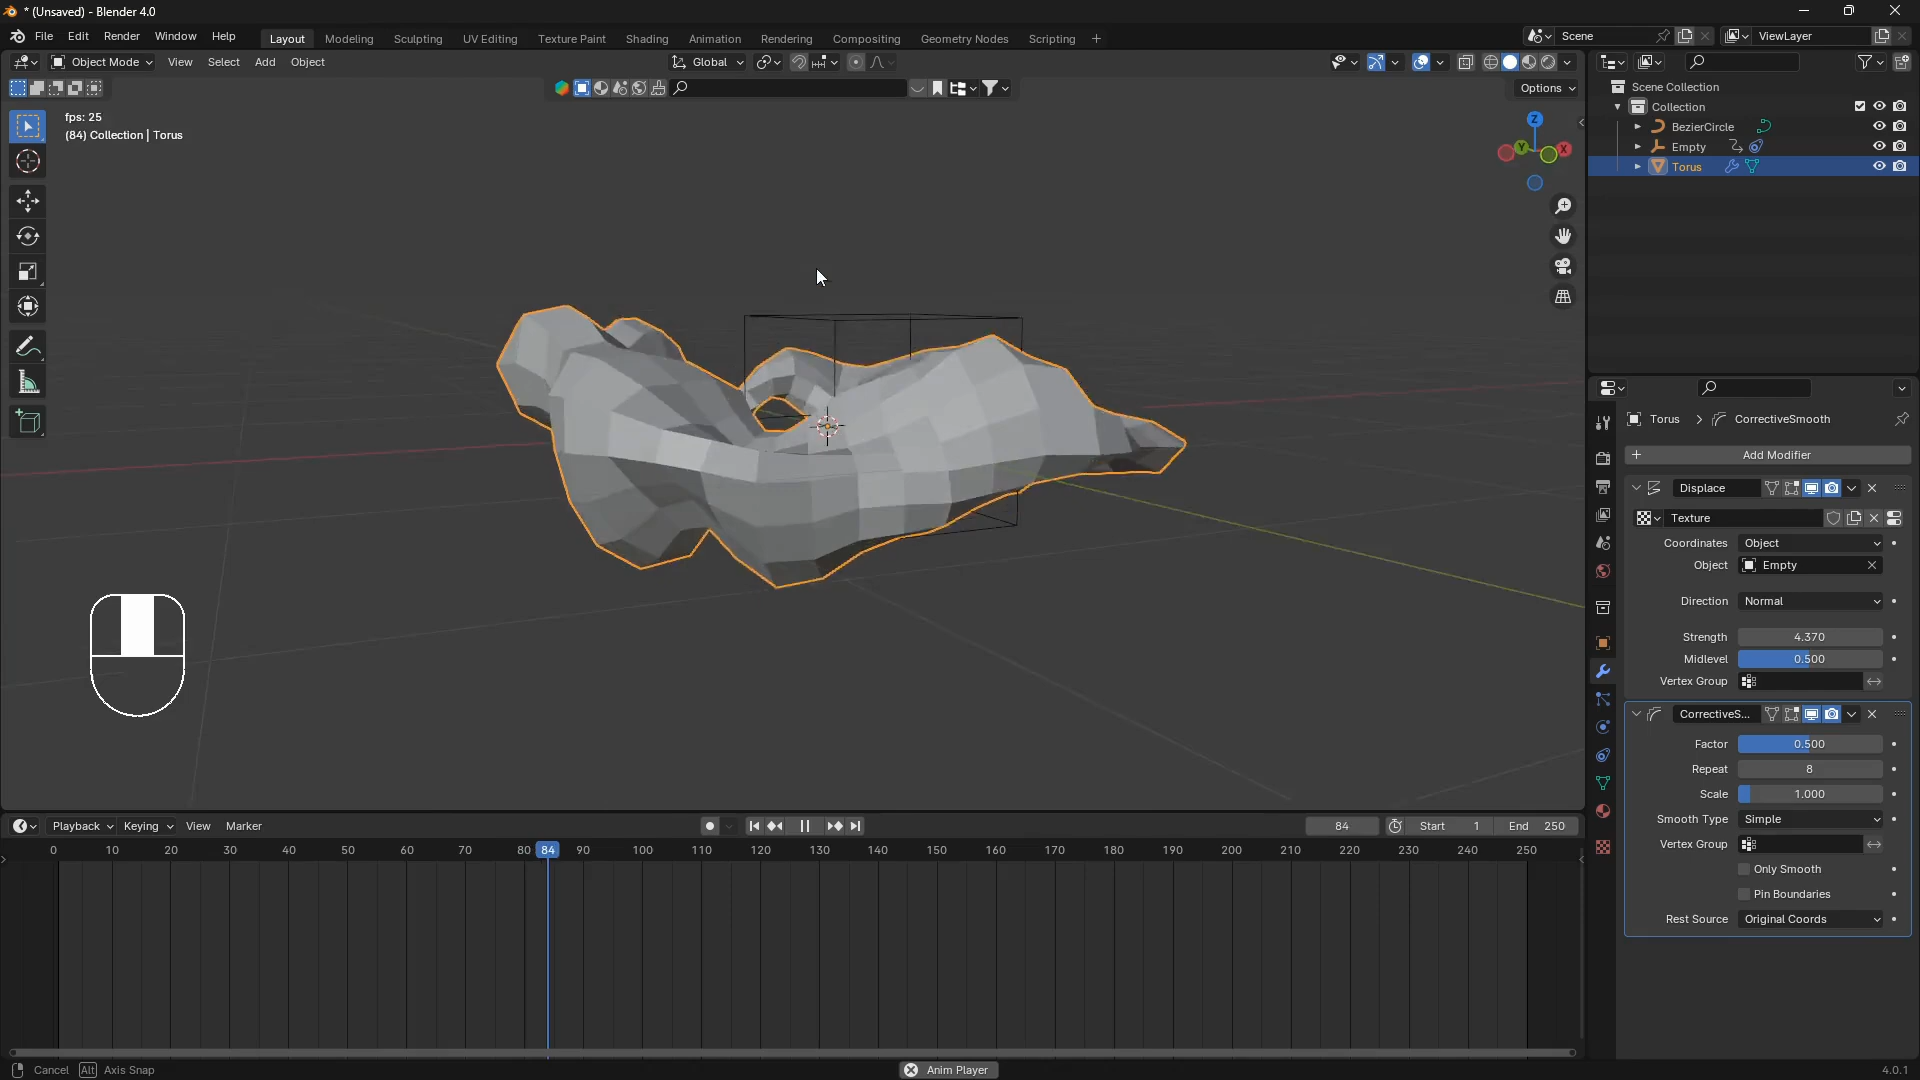 * (Unsaved) - Blender 4.0
File Edit Render Window Help Layout Modeling Sculpting UV Editing Texture Paint Shading Animation Rendering Compositing Geometry Nodes Scripting + Scene ViewLayer
Object Mode View Select Add Object Global
Options
fps: 25
(84) Collection | Torus
Z
Y X
Scene Collection
Collection
BezierCircle
Empty
Torus
Torus > CorrectiveSmooth
+ Add Modifier
Displace
Texture
Coordinates Object
Object Empty
Direction Normal
Strength 4.370
Midlevel 0.500
Vertex Group
CorrectiveS...
Factor 0.500
Repeat 8
Scale 1.000
Smooth Type Simple
Vertex Group
Only Smooth
Pin Boundaries
Rest Source Original Coords
Playback Keying View Marker 84 Start 1 End 250
0 10 20 30 40 50 60 70 80 84 90 100 110 120 130 140 150 160 170 180 190 200 210 220 230 240 250
Cancel Alt Axis Snap Anim Player 4.0.1